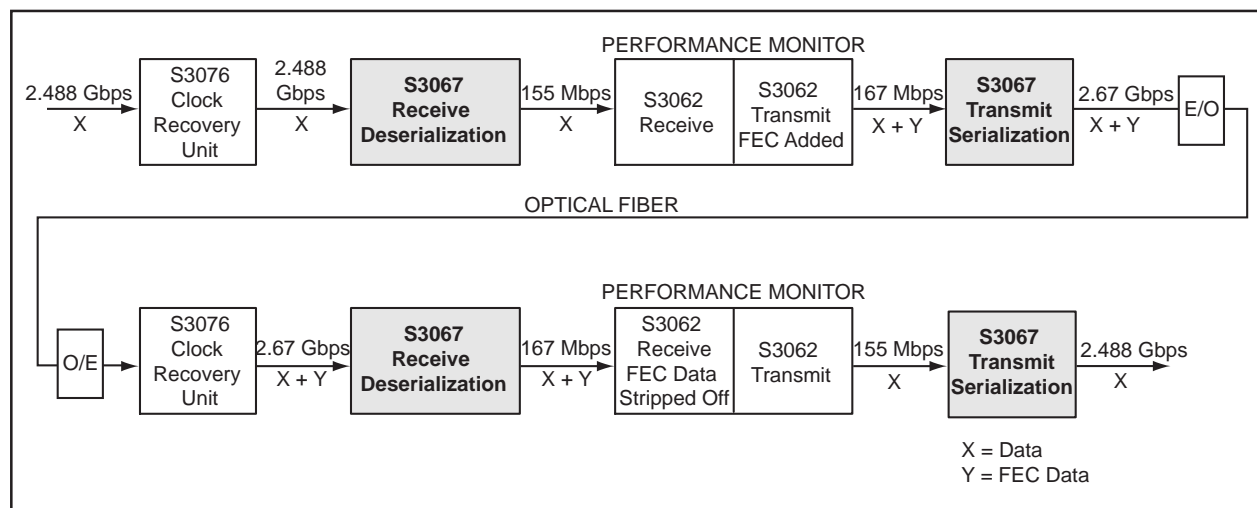 PERFORMANCE MONITOR
2.488 Gbps
X
S3076
Clock
Recovery
Unit
2.488
Gbps
X
S3067
Receive
Deserialization
155 Mbps
X
S3062
Receive
S3062
Transmit
FEC Added
167 Mbps
X + Y
S3067
Transmit
Serialization
2.67 Gbps
X + Y
E/O
OPTICAL FIBER
PERFORMANCE MONITOR
O/E
S3076
Clock
Recovery
Unit
2.67 Gbps
X + Y
S3067
Receive
Deserialization
167 Mbps
X + Y
S3062
Receive
FEC Data
Stripped Off
S3062
Transmit
155 Mbps
X
S3067
Transmit
Serialization
2.488 Gbps
X
X = Data
Y = FEC Data